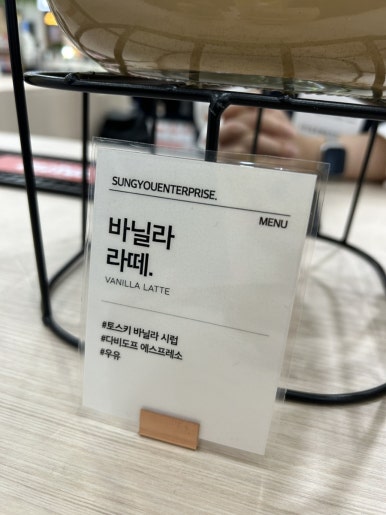 SUNGYOUENTERPRISE.
MENU
바닐라
라떼.
VANILLA LATTE
#토스키 바닐라 시럽
#다비도프 에스프레소
#우유